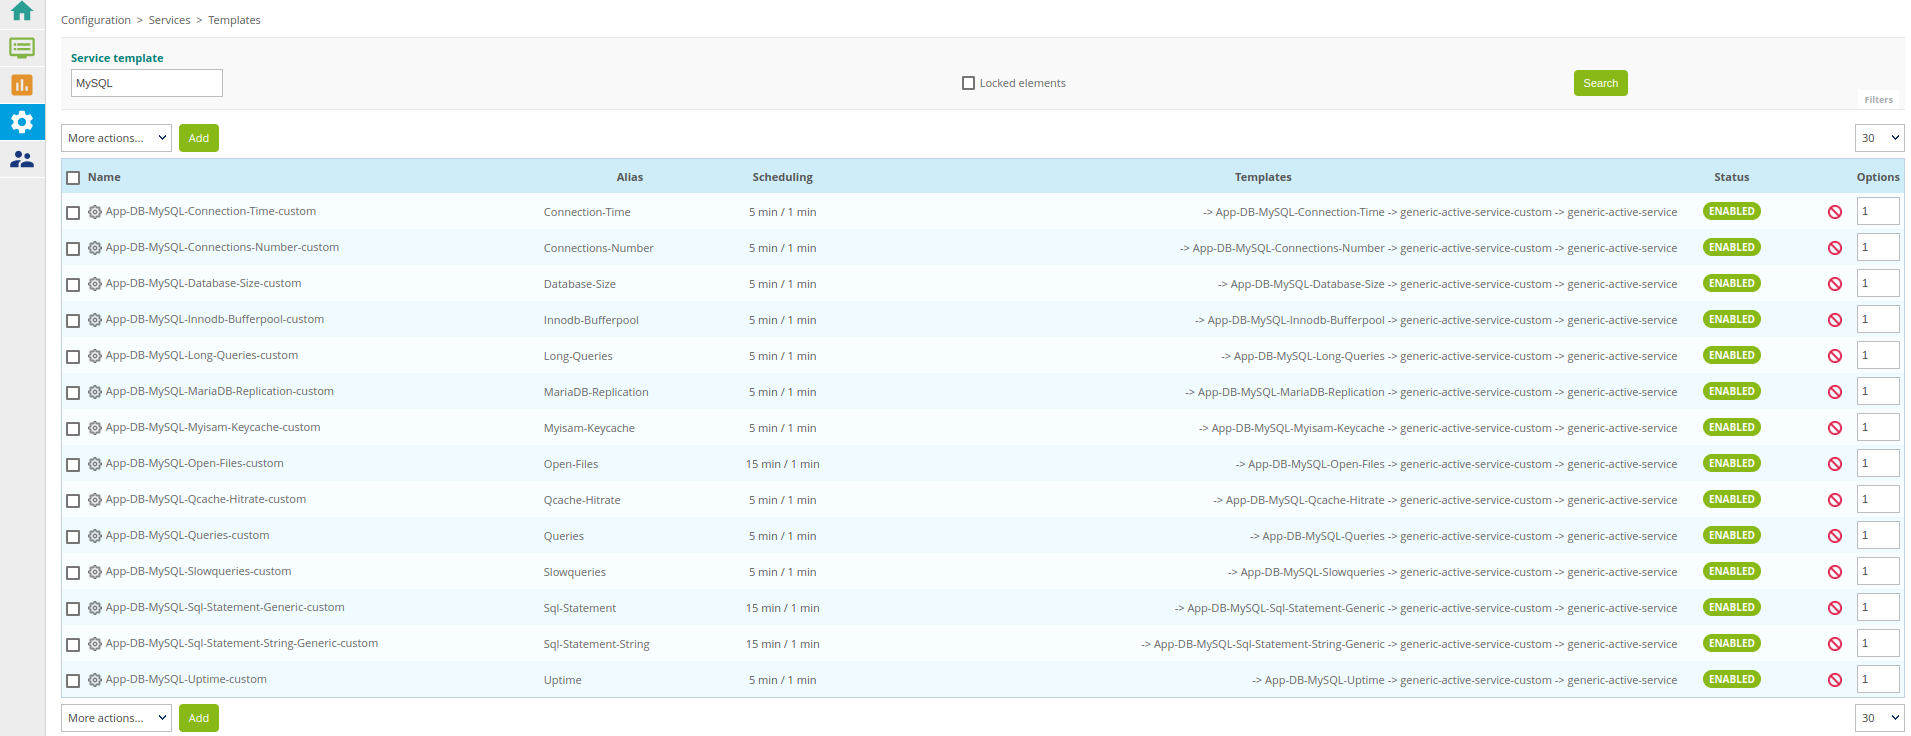 Configuration > Services > Templates
Service template
MySQL
Locked elements
Search
Filters
More actions... Add 30
Name Alias Scheduling Templates Status Options
App-DB-MySQL-Connection-Time-custom Connection-Time 5 min / 1 min -> App-DB-MySQL-Connection-Time -> generic-active-service-custom -> generic-active-service ENABLED 1
App-DB-MySQL-Connections-Number-custom Connections-Number 5 min / 1 min -> App-DB-MySQL-Connections-Number -> generic-active-service-custom -> generic-active-service ENABLED 1
App-DB-MySQL-Database-Size-custom Database-Size 5 min / 1 min -> App-DB-MySQL-Database-Size -> generic-active-service-custom -> generic-active-service ENABLED 1
App-DB-MySQL-Innodb-Bufferpool-custom Innodb-Bufferpool 5 min / 1 min -> App-DB-MySQL-Innodb-Bufferpool -> generic-active-service-custom -> generic-active-service ENABLED 1
App-DB-MySQL-Long-Queries-custom Long-Queries 5 min / 1 min -> App-DB-MySQL-Long-Queries -> generic-active-service-custom -> generic-active-service ENABLED 1
App-DB-MySQL-MariaDB-Replication-custom MariaDB-Replication 5 min / 1 min -> App-DB-MySQL-MariaDB-Replication -> generic-active-service-custom -> generic-active-service ENABLED 1
App-DB-MySQL-Myisam-Keycache-custom Myisam-Keycache 5 min / 1 min -> App-DB-MySQL-Myisam-Keycache -> generic-active-service-custom -> generic-active-service ENABLED 1
App-DB-MySQL-Open-Files-custom Open-Files 15 min / 1 min -> App-DB-MySQL-Open-Files -> generic-active-service-custom -> generic-active-service ENABLED 1
App-DB-MySQL-Qcache-Hitrate-custom Qcache-Hitrate 5 min / 1 min -> App-DB-MySQL-Qcache-Hitrate -> generic-active-service-custom -> generic-active-service ENABLED 1
App-DB-MySQL-Queries-custom Queries 5 min / 1 min -> App-DB-MySQL-Queries -> generic-active-service-custom -> generic-active-service ENABLED 1
App-DB-MySQL-Slowqueries-custom Slowqueries 5 min / 1 min -> App-DB-MySQL-Slowqueries -> generic-active-service-custom -> generic-active-service ENABLED 1
App-DB-MySQL-Sql-Statement-Generic-custom Sql-Statement 15 min / 1 min -> App-DB-MySQL-Sql-Statement-Generic -> generic-active-service-custom -> generic-active-service ENABLED 1
App-DB-MySQL-Sql-Statement-String-Generic-custom Sql-Statement-String 15 min / 1 min -> App-DB-MySQL-Sql-Statement-String-Generic -> generic-active-service-custom -> generic-active-service ENABLED 1
App-DB-MySQL-Uptime-custom Uptime 5 min / 1 min -> App-DB-MySQL-Uptime -> generic-active-service-custom -> generic-active-service ENABLED 1
More actions... Add 30